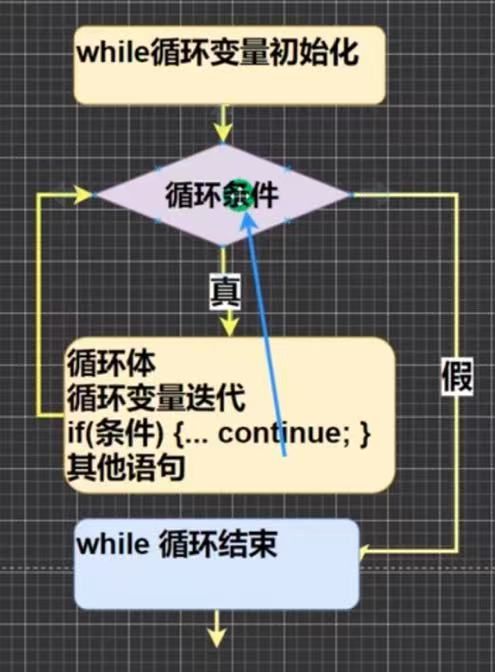 while循环变量初始化
循环条件
真
循环体
循环变量迭代
if(条件) {... continue; }
其他语句
假
while 循环结束